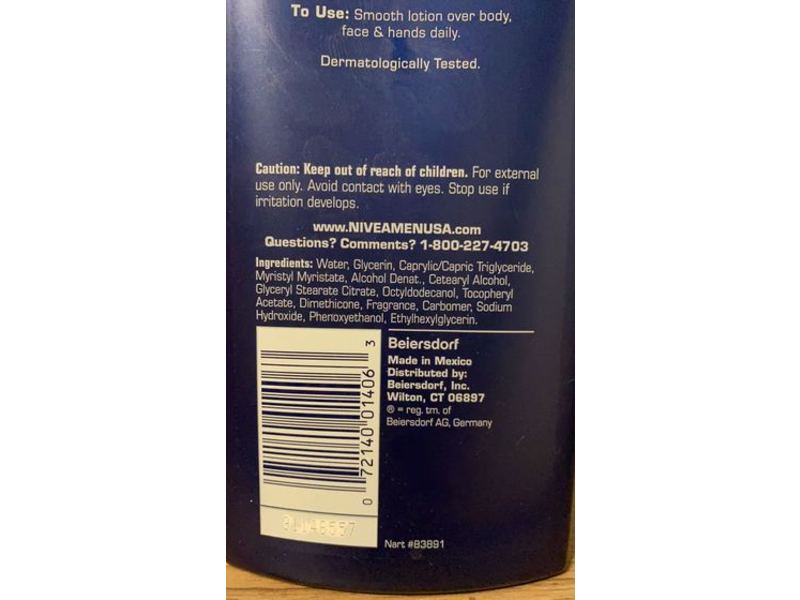 To Use: Smooth lotion over body,
face & hands daily.
Dermatologically Tested.
Caution: Keep out of reach of children. For external
use only. Avoid contact with eyes. Stop use if
irritation develops.
www.NIVEAMENUSA.com
Questions? Comments? 1-800-227-4703
Ingredients: Water, Glycerin, Caprylic/Capric Triglyceride,
Myristyl Myristate, Alcohol Denat., Cetearyl Alcohol,
Glyceryl Stearate Citrate, Octyldodecanol, Tocopheryl
Acetate, Dimethicone, Fragrance, Carbomer, Sodium
Hydroxide, Phenoxyethanol, Ethylhexylglycerin.
0 72140 01406 3
Beiersdorf
Made in Mexico
Distributed by:
Beiersdorf, Inc.
Wilton, CT 06897
® = reg. tm. of
Beiersdorf AG, Germany
Nart #83891